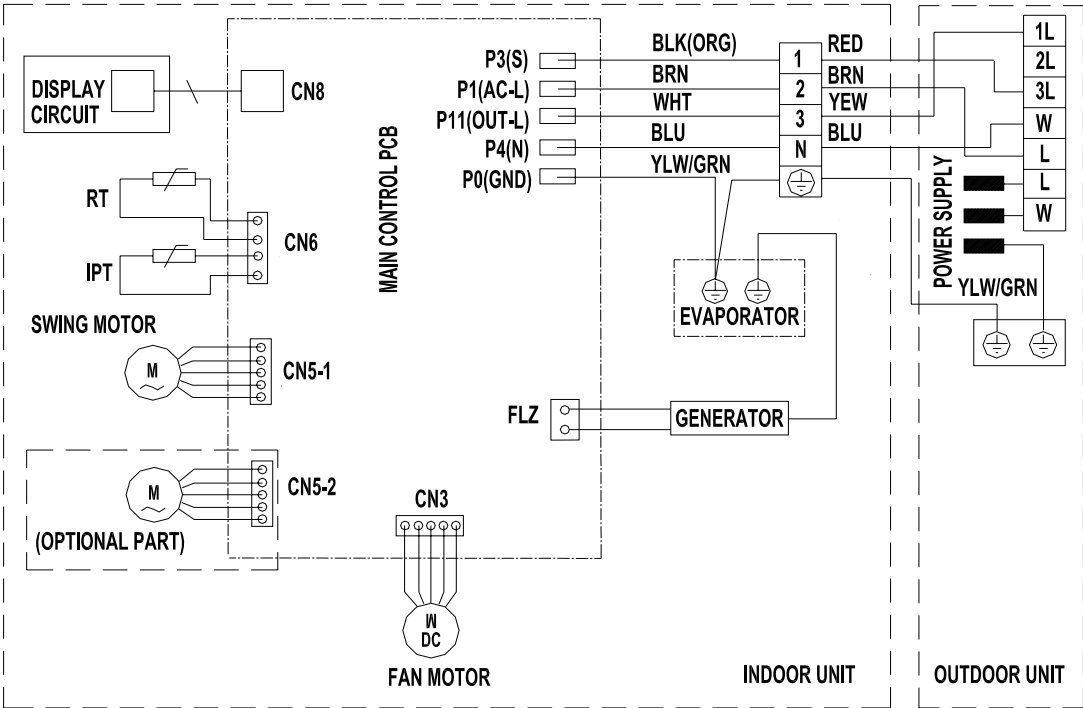 DISPLAY
CIRCUIT
CN8
RT
IPT
CN6
SWING MOTOR
M
CN5-1
M
CN5-2
(OPTIONAL PART)
MAIN CONTROL PCB
P3(S)
P1(AC-L)
P11(OUT-L)
P4(N)
P0(GND)
BLK(ORG)
BRN
WHT
BLU
YLW/GRN
1
2
3
N
RED
BRN
YEW
BLU
EVAPORATOR
FLZ
GENERATOR
CN3
M
DC
FAN MOTOR
INDOOR UNIT
1L
2L
3L
W
L
L
W
POWER SUPPLY
YLW/GRN
OUTDOOR UNIT